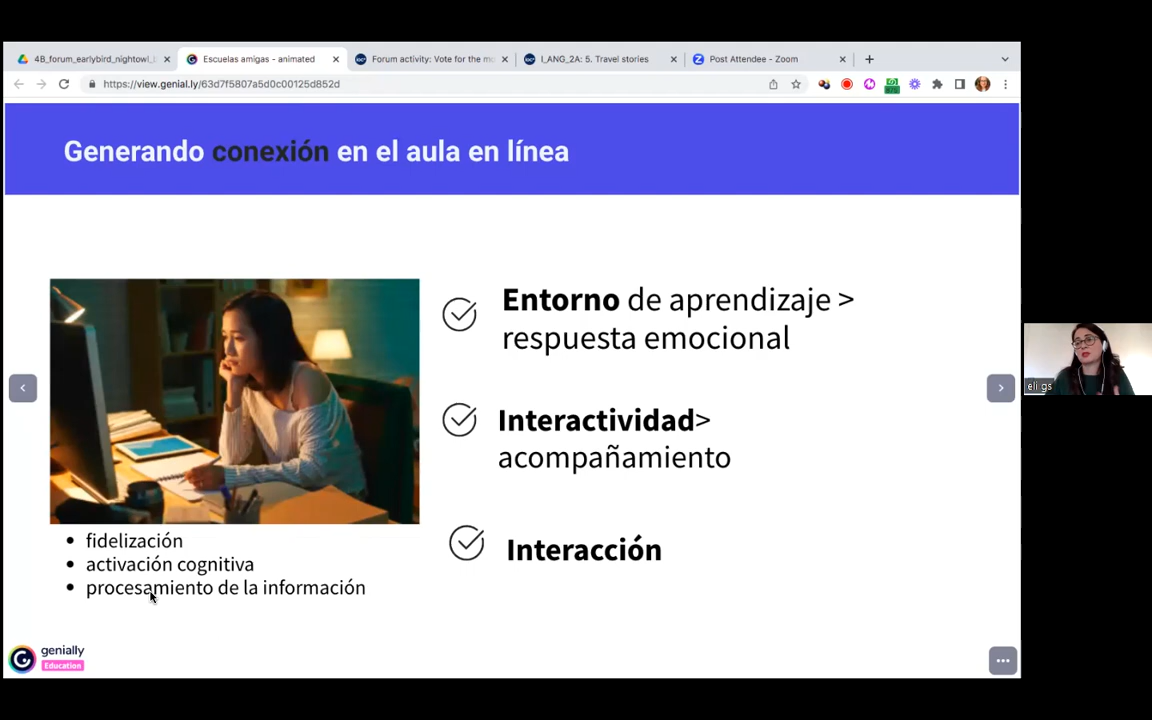 4B_forum_earlybird_nightowl_
Escuelas amigas - animated
Forum activity: Vote for the mo
I_ANG_2A: 5. Travel stories
Post Attendee - Zoom
https://view.genial.ly/63d7f5807a5d0c00125d852d
Generando conexión en el aula en línea
Entorno de aprendizaje >
respuesta emocional
Interactividad>
acompañamiento
Interacción
fidelización
activación cognitiva
procesamiento de la información
genially
Education
eli gs